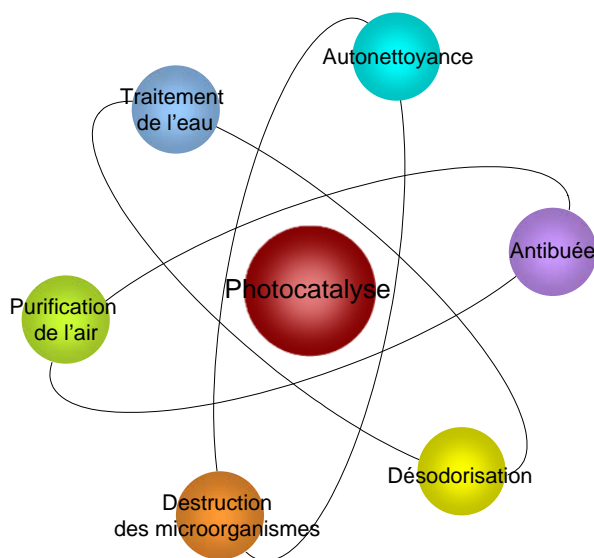 Autonettoyance
Traitement
de l'eau
Antibuée
Photocatalyse
Purification
de l'air
Désodorisation
Destruction
des microorganismes